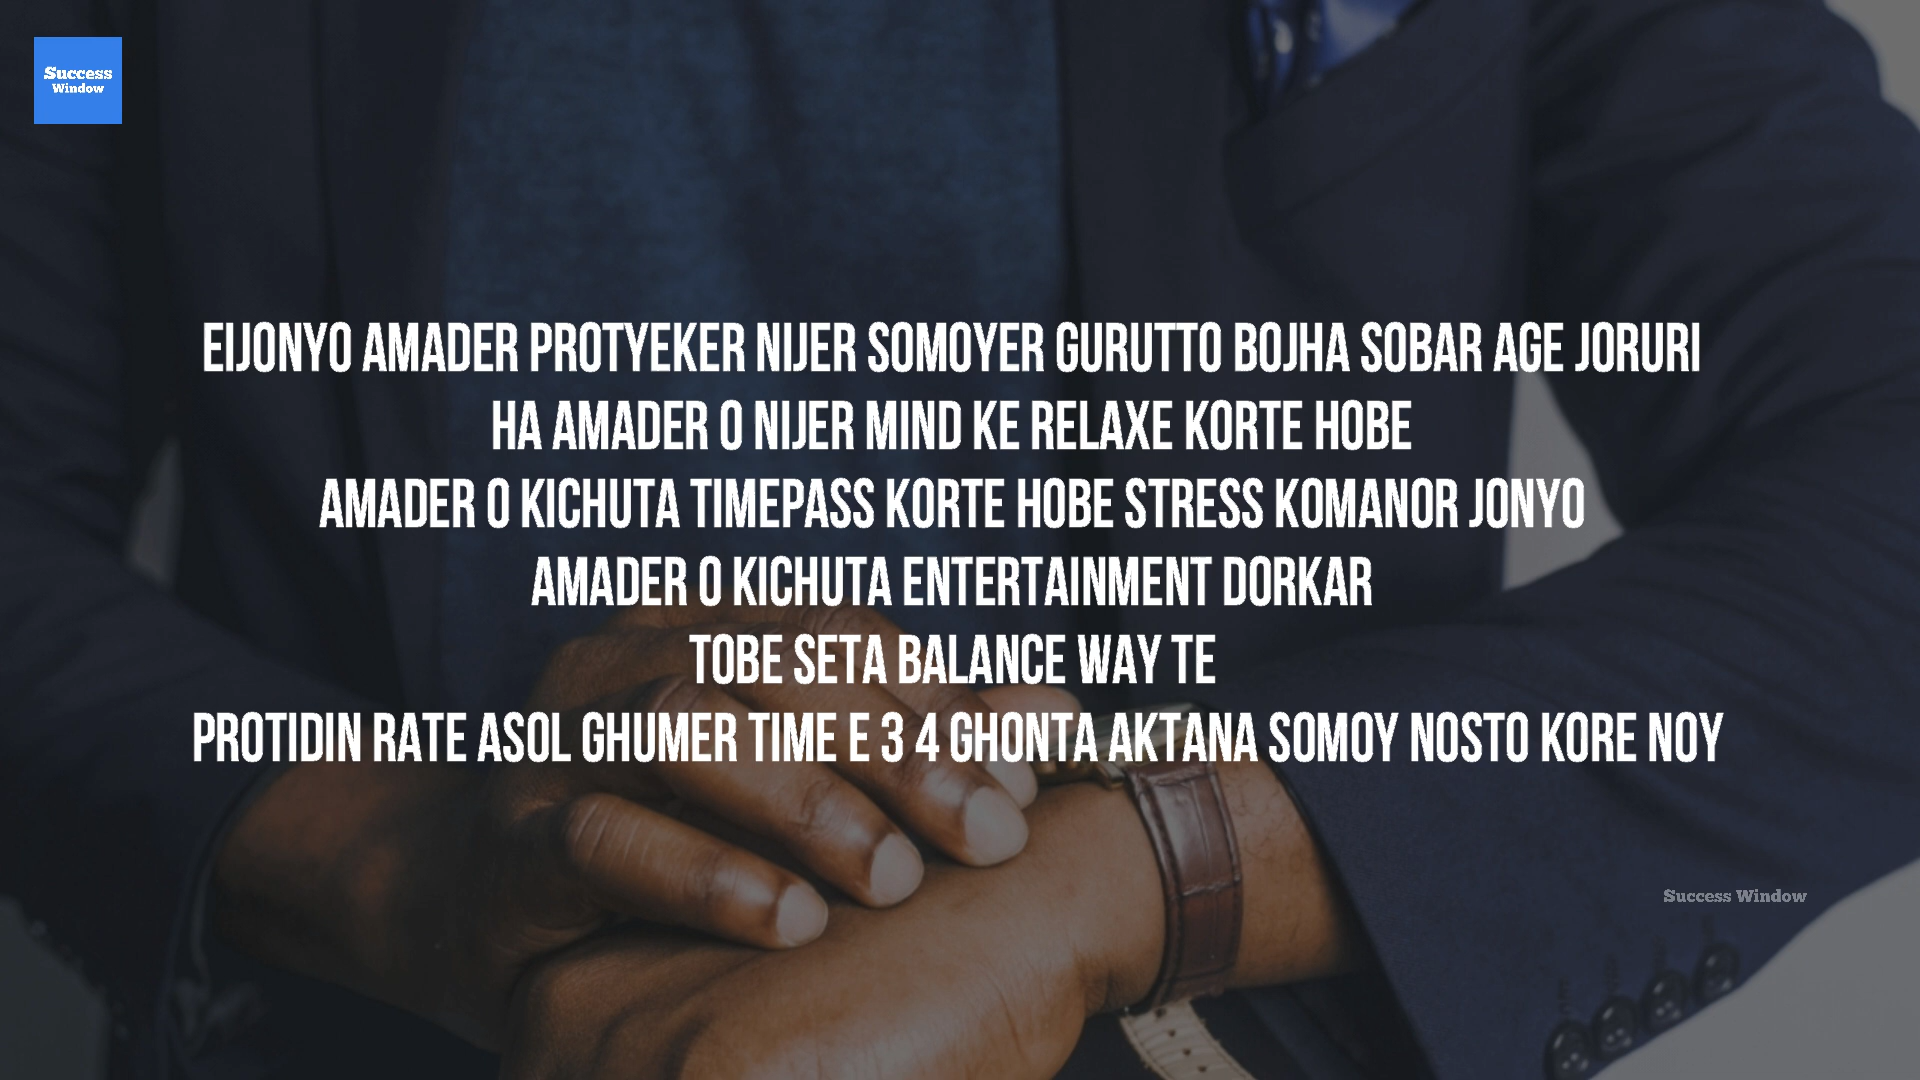 Success
Window
EIJONYO AMADER PROTYEKER NIJER SOMOYER GURUTTO BOJHA SOBAR AGE JORURI
HA AMADER O NIJER MIND KE RELAXE KORTE HOBE
AMADER O KICHUTA TIMEPASS KORTE HOBE STRESS KOMANOR JONYO
AMADER O KICHUTA ENTERTAINMENT DORKAR
TOBE SETA BALANCE WAY TE
PROTIDIN RATE ASOL GHUMER TIME E 3 4 GHONTA AKTANA SOMOY NOSTO KORE NOY
Success Window